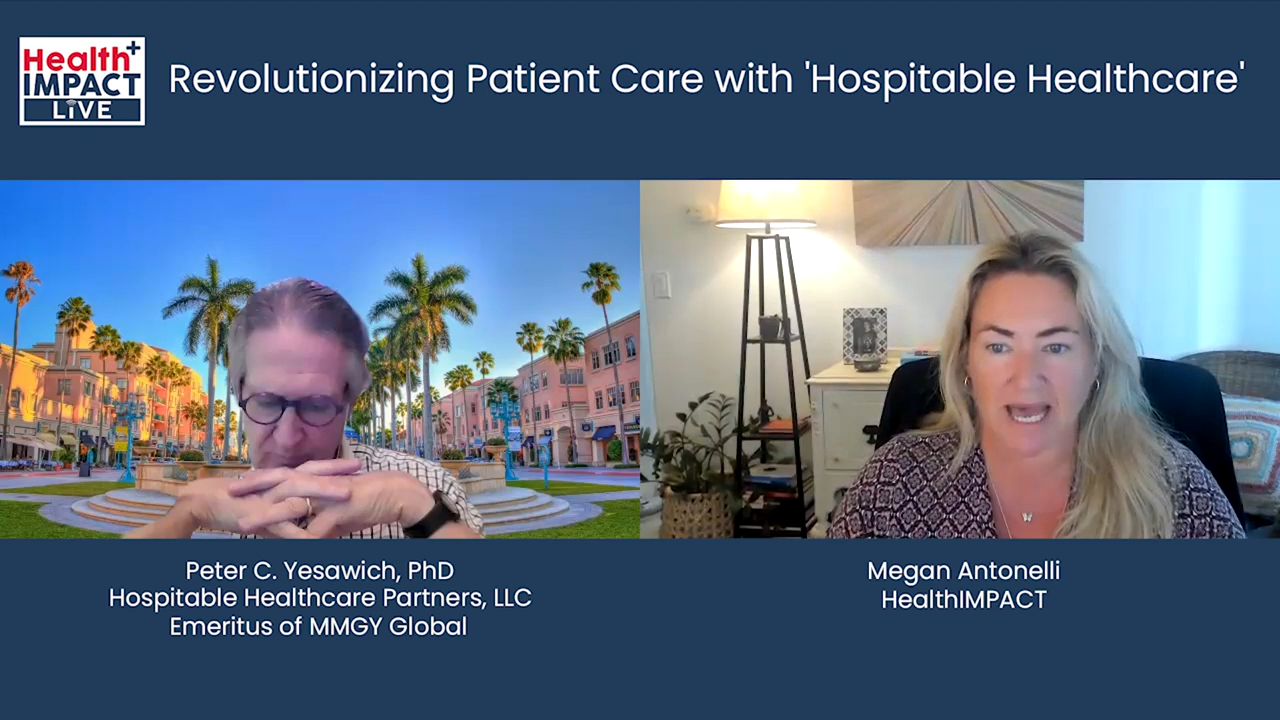 Health+
IMPACT
LiVE
Revolutionizing Patient Care with 'Hospitable Healthcare'
Peter C. Yesawich, PhD
Hospitable Healthcare Partners, LLC
Emeritus of MMGY Global
Megan Antonelli
HealthIMPACT